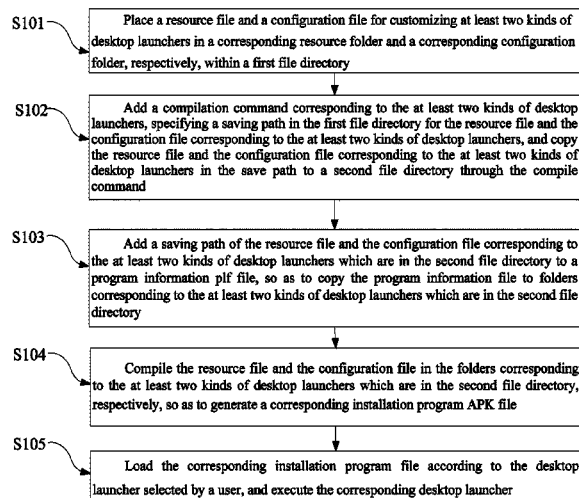 S101
Place a resource file and a configuration file for customizing at least two kinds of
desktop launchers in a corresponding resource folder and a corresponding configuration
folder, respectively, within a first file directory
S102
Add a compilation command corresponding to the at least two kinds of desktop
launchers, specifying a saving path in the first file directory for the resource file and the
configuration file corresponding to the at least two kinds of desktop launchers, and copy
the resource file and the configuration file corresponding to the at least two kinds of
desktop launchers in the save path to a second file directory through the compile
command
S103
Add a saving path of the resource file and the configuration file corresponding to
the at least two kinds of desktop launchers which are in the second file directory to a
program information plf file, so as to copy the program information file to folders
corresponding to the at least two kinds of desktop launchers which are in the second file
directory
S104
Compile the resource file and the configuration file in the folders corresponding
to the at least two kinds of desktop launchers which are in the second file directory,
respectively, so as to generate a corresponding installation program APK file
S105
Load the corresponding installation program file according to the desktop
launcher selected by a user, and execute the corresponding desktop launcher